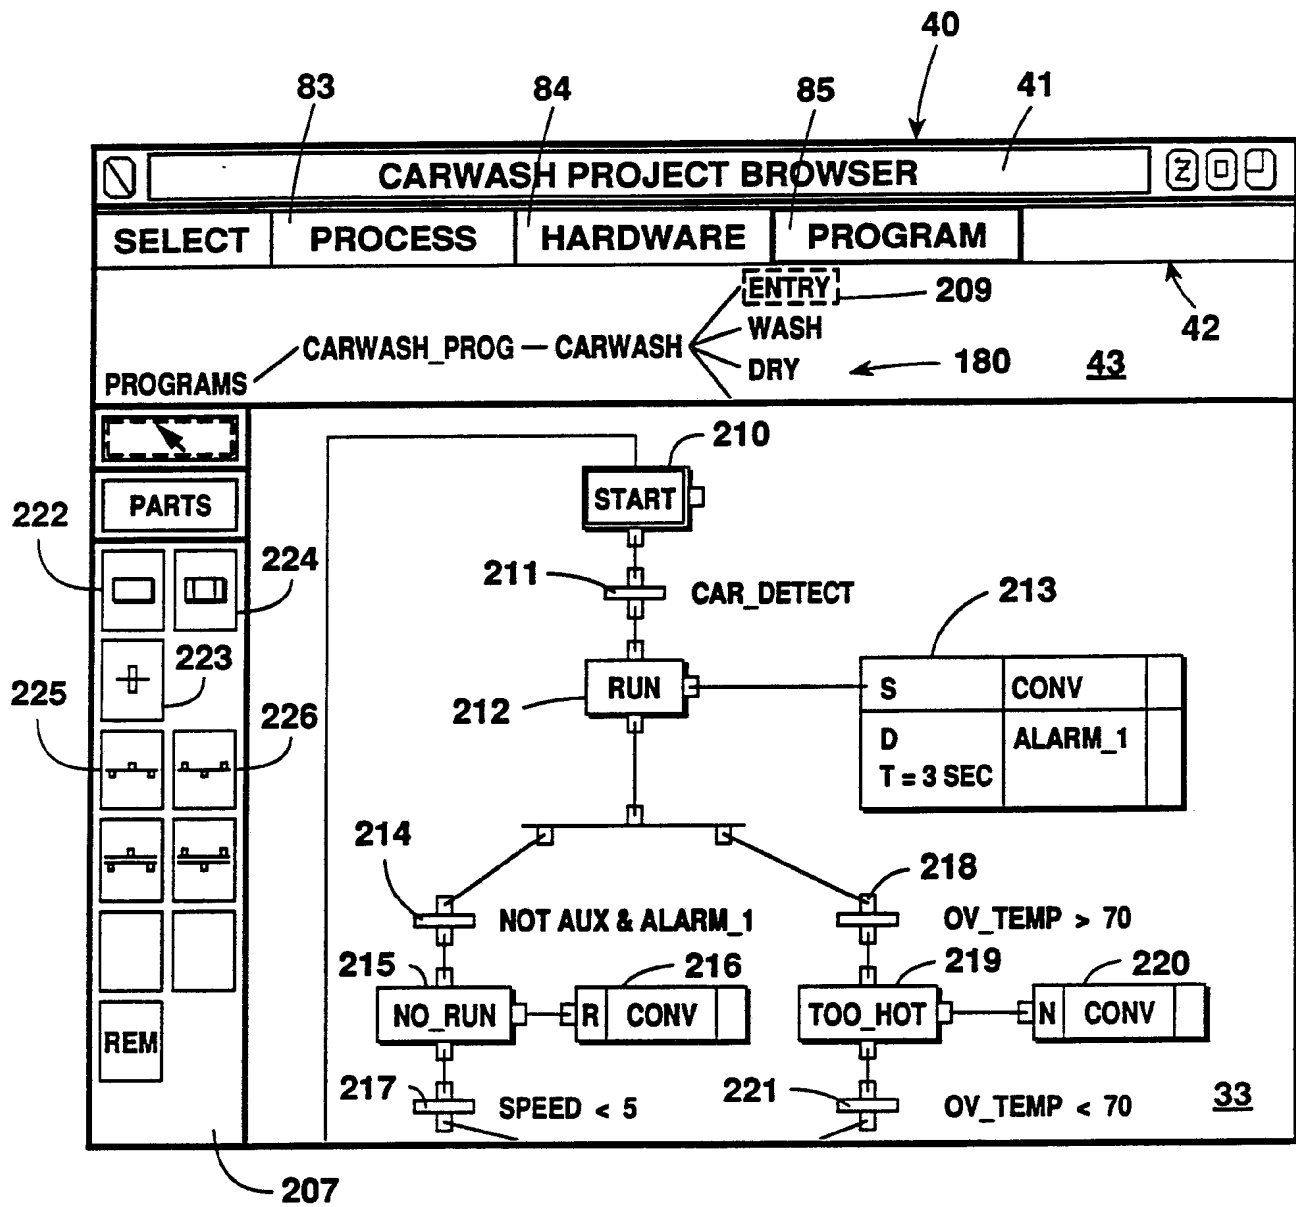 40
83 84 85 41
CARWASH PROJECT BROWSER
Z
SELECT PROCESS HARDWARE PROGRAM
ENTRY 209
WASH 42
CARWASH_PROG CARWASH
DRY 180 43
PROGRAMS
210
START
PARTS
222
224
211 CAR_DETECT
213
223
RUN S CONV
225 212
226
D ALARM_1
T = 3 SEC
214 218
NOT AUX & ALARM_1 OV_TEMP > 70
215 216 219 220
NO_RUN R CONV TOO_HOT N CONV
REM
217 SPEED < 5 221 OV_TEMP < 70 33
207